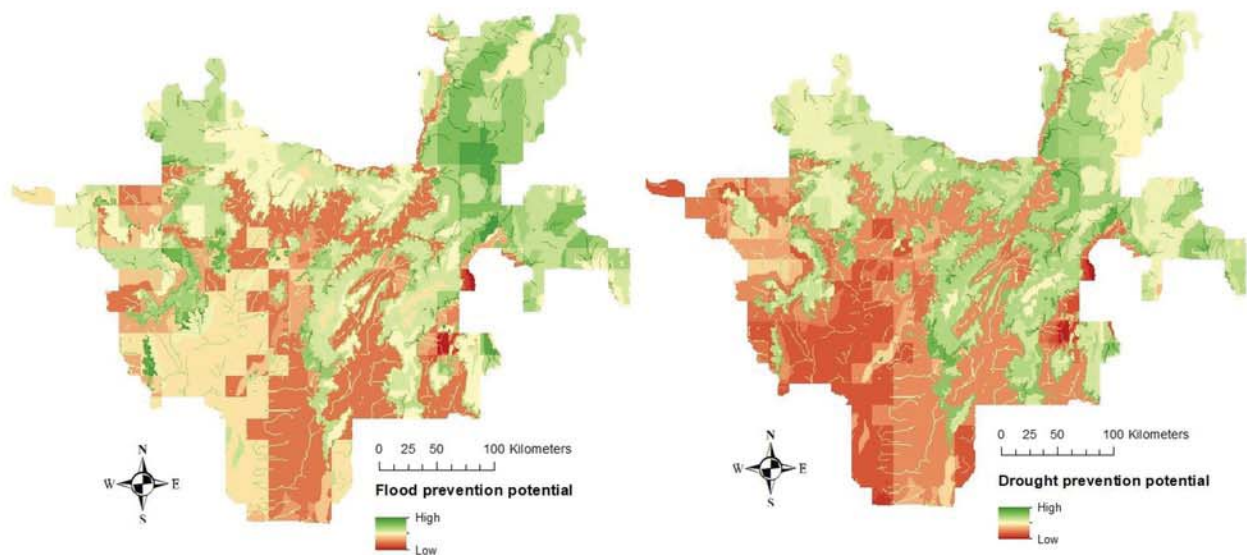 N
W E
S
0 25 50 100 Kilometers
Flood prevention potential
High
Low
N
W E
S
0 25 50 100 Kilometers
Drought prevention potential
High
Low